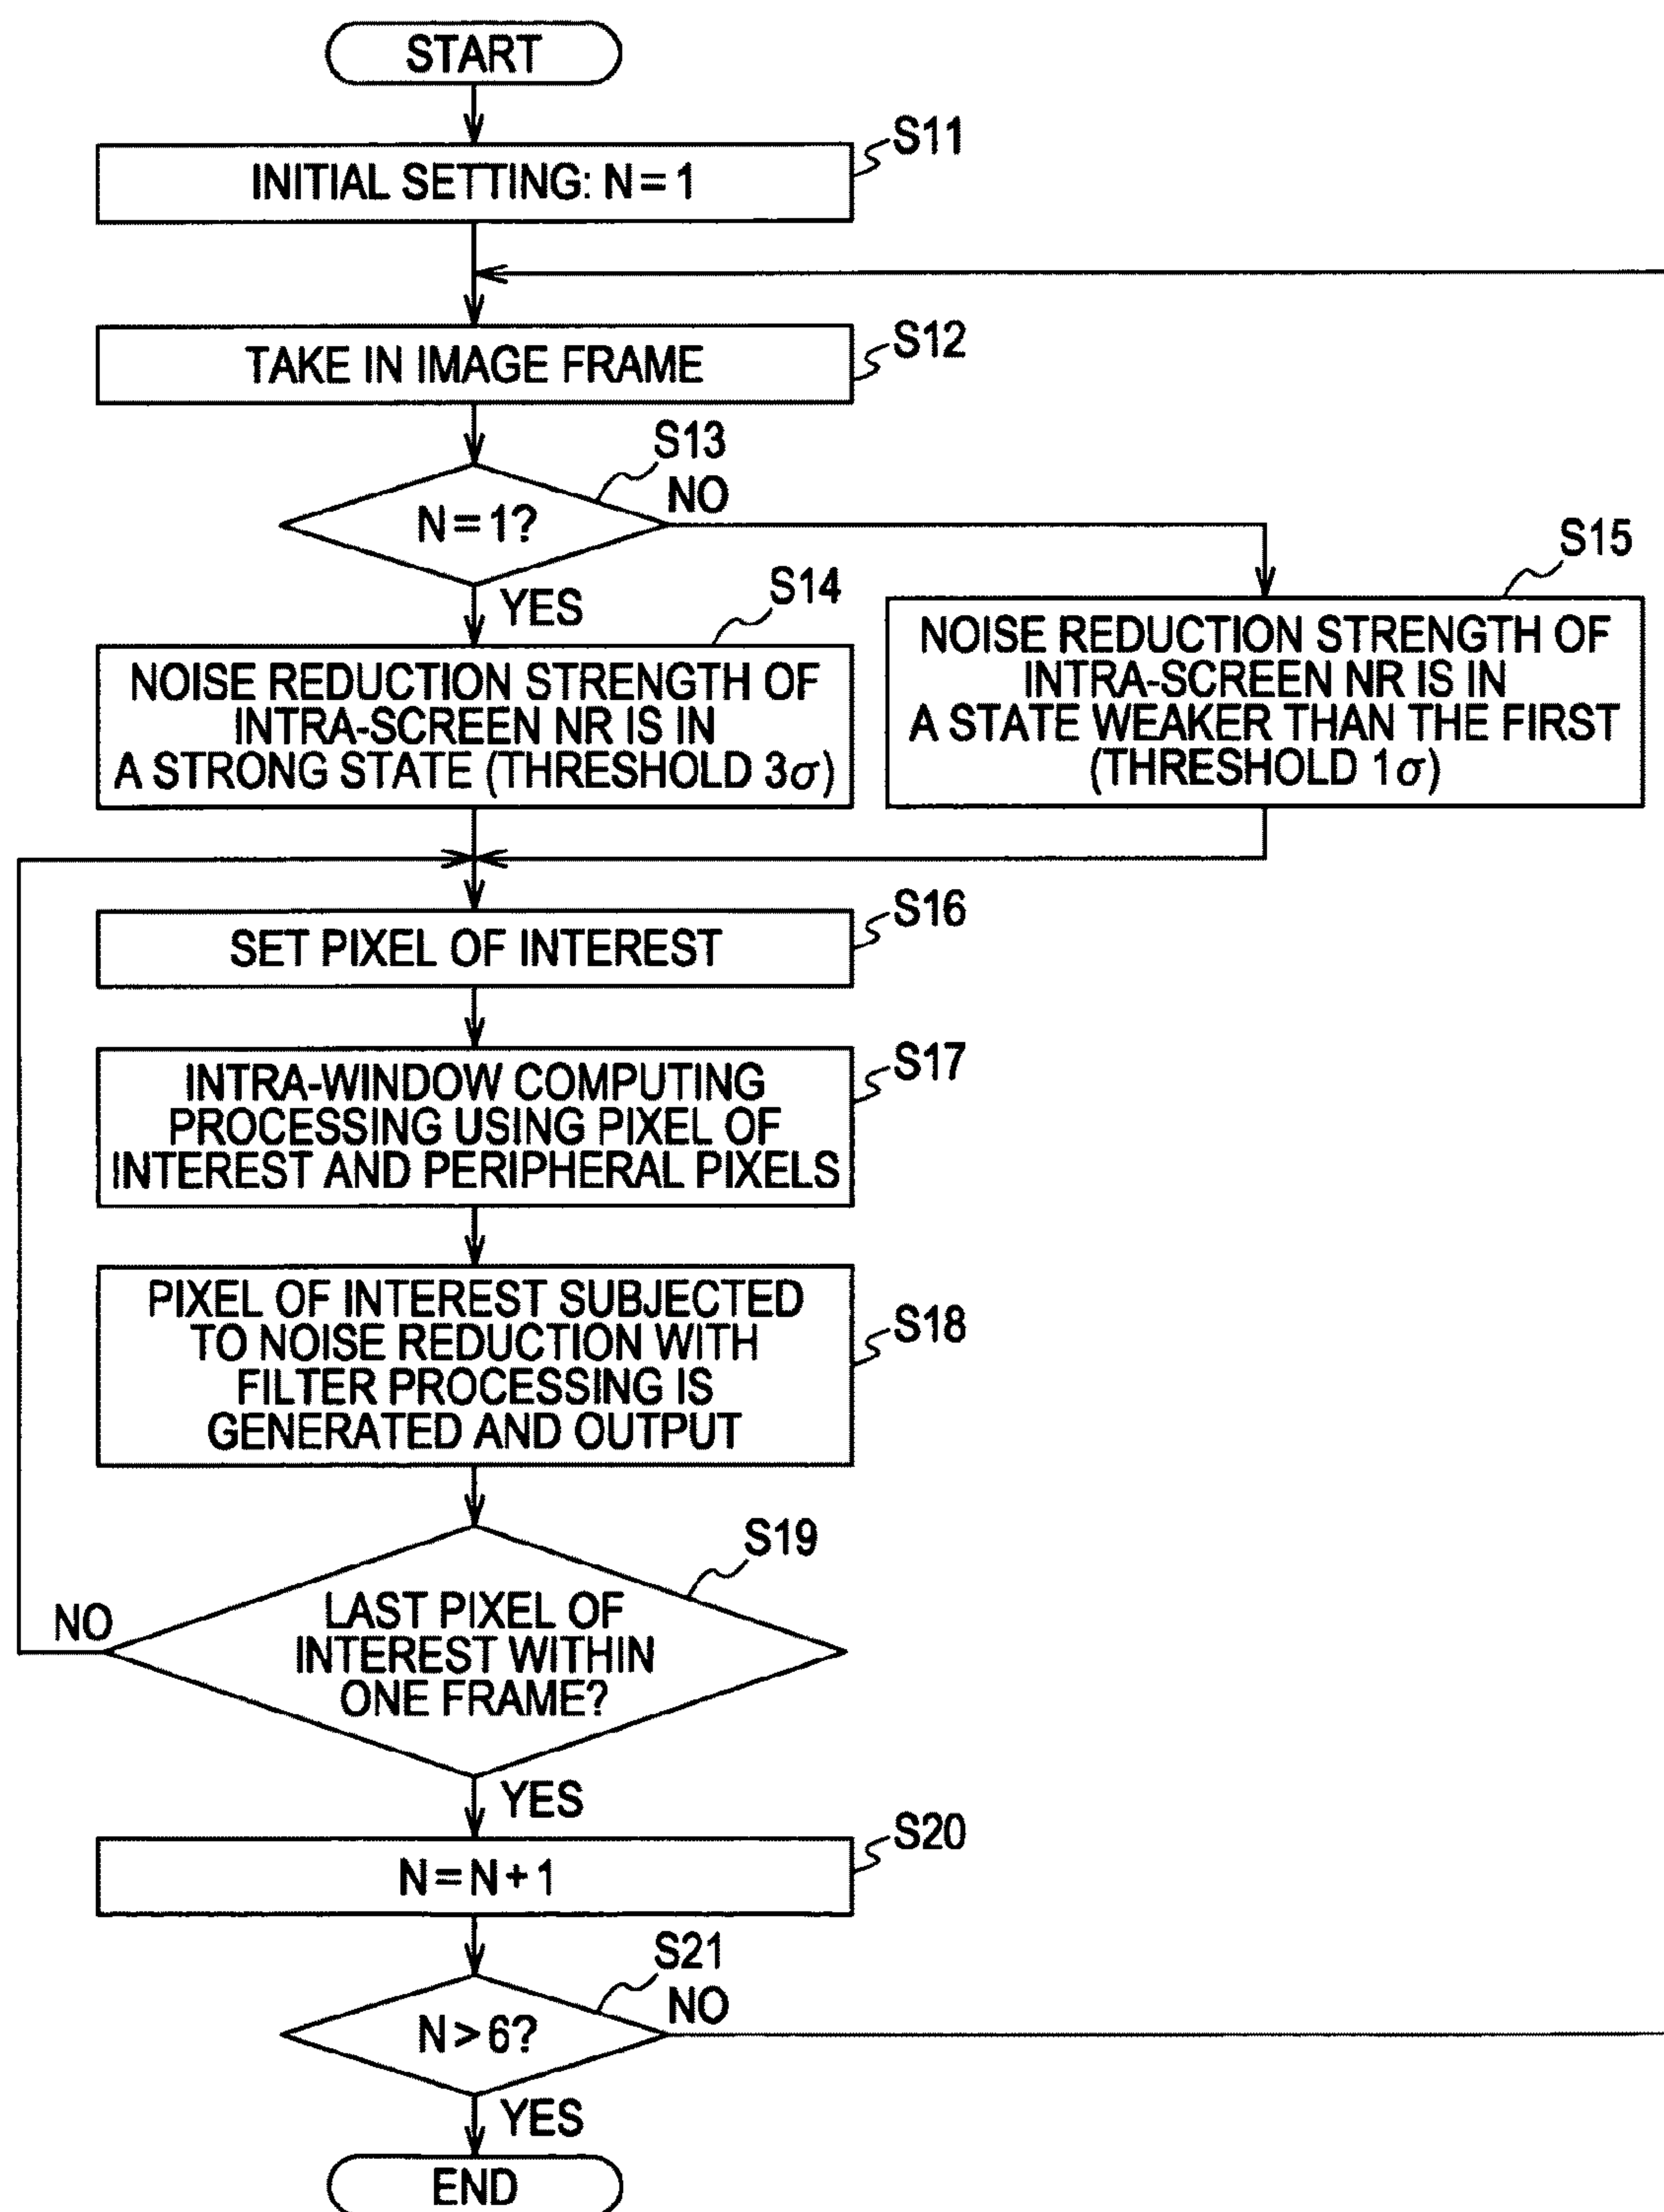 START
S11
INITIAL SETTING: N = 1
S12
TAKE IN IMAGE FRAME
S13
N = 1?
NO
YES
S14
NOISE REDUCTION STRENGTH OF
INTRA-SCREEN NR IS IN
A STRONG STATE (THRESHOLD 3σ)
S15
NOISE REDUCTION STRENGTH OF
INTRA-SCREEN NR IS IN
A STATE WEAKER THAN THE FIRST
(THRESHOLD 1σ)
S16
SET PIXEL OF INTEREST
S17
INTRA-WINDOW COMPUTING
PROCESSING USING PIXEL OF
INTEREST AND PERIPHERAL PIXELS
S18
PIXEL OF INTEREST SUBJECTED
TO NOISE REDUCTION WITH
FILTER PROCESSING IS
GENERATED AND OUTPUT
S19
NO
LAST PIXEL OF
INTEREST WITHIN
ONE FRAME?
YES
S20
N = N + 1
S21
N > 6?
NO
YES
END